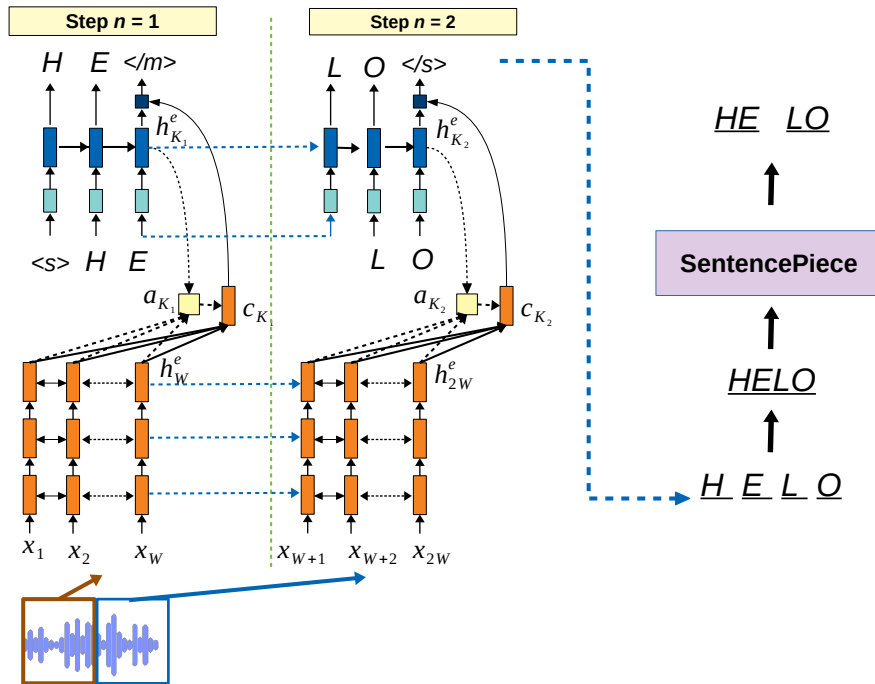 Step n = 1
Step n = 2
H E </m>
L O </s>
HE LO
h^e_{K_1}
h^e_{K_2}
<s> H E
L O
SentencePiece
a_{K_1} c_{K_1}
a_{K_2} c_{K_2}
h^e_W
h^e_{2W}
HELO
H E L O
x_1 x_2 x_W
x_{W+1} x_{W+2} x_{2W}